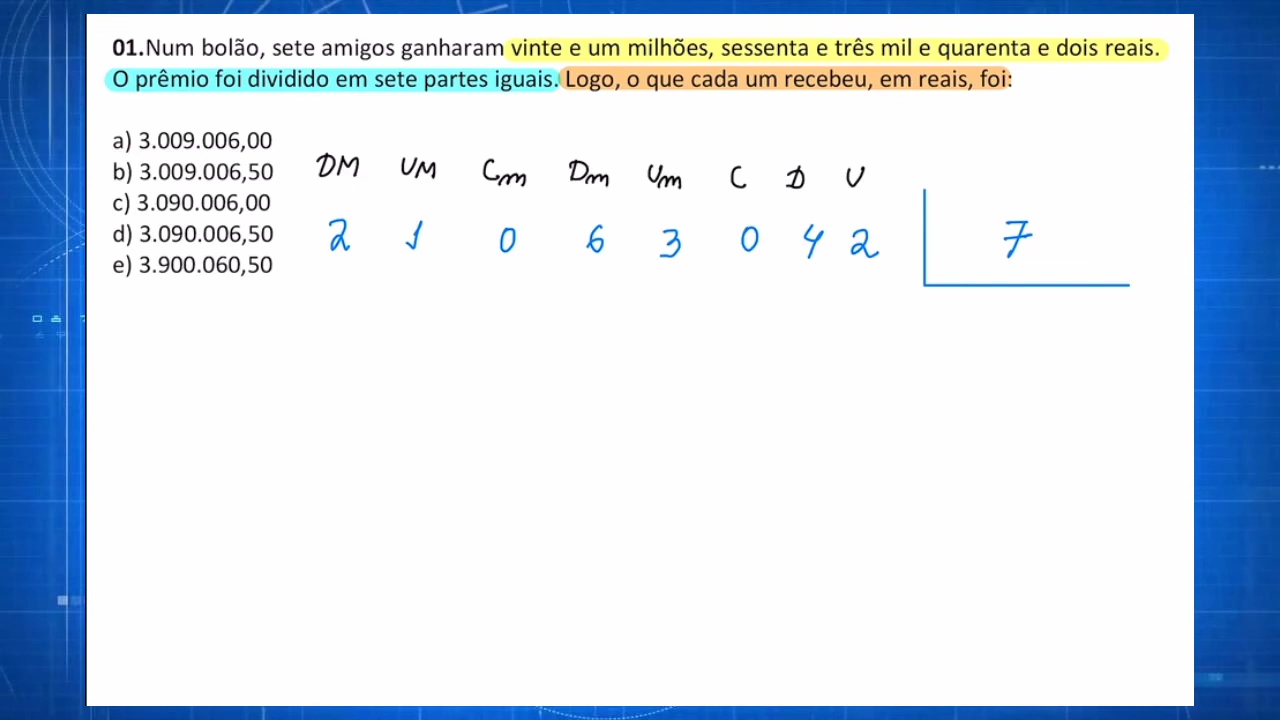 01.Num bolão, sete amigos ganharam vinte e um milhões, sessenta e três mil e quarenta e dois reais.
O prêmio foi dividido em sete partes iguais. Logo, o que cada um recebeu, em reais, foi:
a) 3.009.006,00
b) 3.009.006,50
c) 3.090.006,00
d) 3.090.006,50
e) 3.900.060,50
DM UM Cm Dm Um C D U
2 1 0 6 3 0 4 2 7